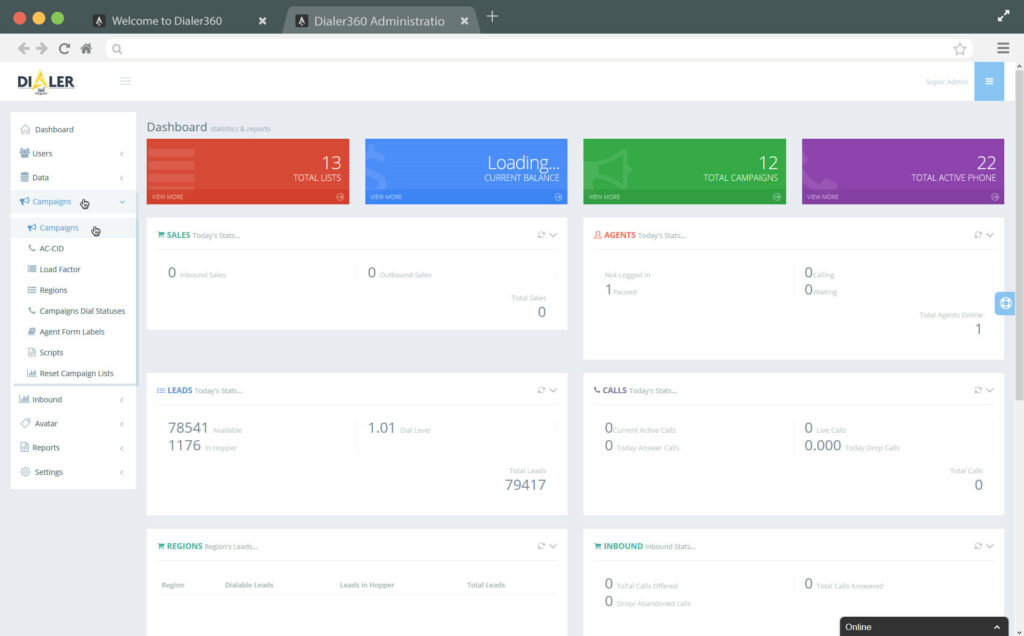 Welcome to Dialer360
Dialer360 Administratio
DIALER
360
Super Admin
Dashboard
Users
Data
Campaigns
Campaigns
AC-CID
Load Factor
Regions
Campaigns Dial Statuses
Agent Form Labels
Scripts
Reset Campaign Lists
Inbound
Avatar
Reports
Settings
Dashboard statistics & reports
13
TOTAL LISTS
VIEW MORE
Loading...
CURRENT BALANCE
VIEW MORE
12
TOTAL CAMPAIGNS
VIEW MORE
22
TOTAL ACTIVE PHONE
VIEW MORE
SALES Today's Stats...
0 Inbound Sales
0 Outbound Sales
Total Sales
0
AGENTS Today's Stats...
Not-Logged in
1 Paused
0 Calling
0 Waiting
Total Agents Online
1
LEADS Today's Stats...
78541 Available
1176 In Hopper
1.01 Dial Level
Total Leads
79417
CALLS Today's Stats...
0 Current Active Calls
0 Today Answer Calls
0 Live Calls
0.000 Today Drop Calls
Total Calls
0
REGIONS Region's Leads...
Region Dialable Leads Leads in Hopper Total Leads
INBOUND Inbound Stats...
0 ToTal Calls Offered
0 Drop/ Abandoned calls
0 Total Calls Answered
Online